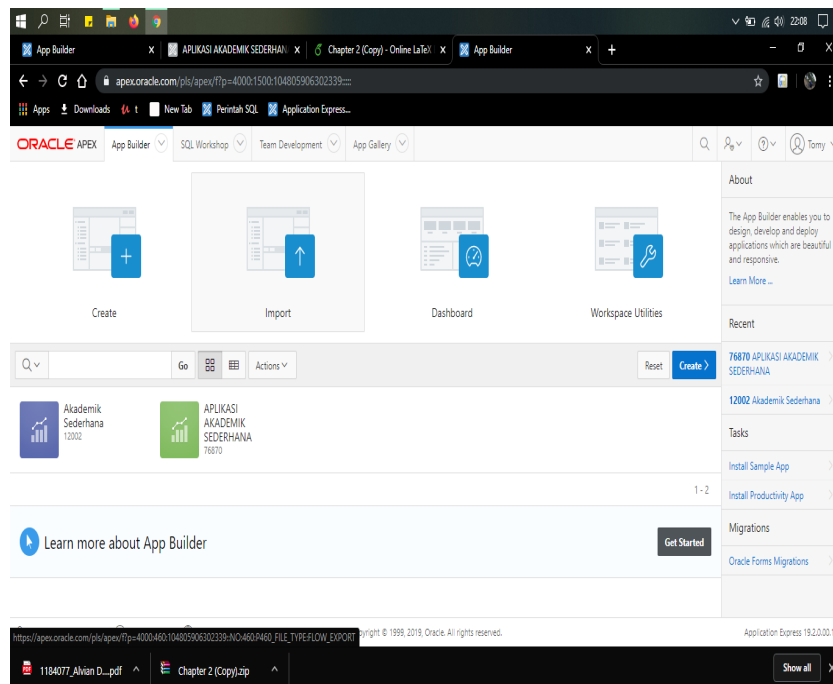 22:08
App Builder
APLIKASI AKADEMIK SEDERHAN
Chapter 2 (Copy) - Online LaTeX
App Builder
apex.oracle.com/pls/apex/f?p=4000:1500:104805906302339:::::
Apps
Downloads
t
New Tab
Perintah SQL
Application Express...
ORACLE APEX
App Builder
SQL Workshop
Team Development
App Gallery
Tomy
About
The App Builder enables you to
design, develop and deploy
applications which are beautiful
and responsive.
Learn More ...
Create
Import
Dashboard
Workspace Utilities
Recent
76870 APLIKASI AKADEMIK
SEDERHANA
12002 Akademik Sederhana
Go
Actions
Reset
Create
Akademik
Sederhana
12002
APLIKASI
AKADEMIK
SEDERHANA
76870
1 - 2
Tasks
Install Sample App
Install Productivity App
Migrations
Oracle Forms Migrations
Learn more about App Builder
Get Started
https://apex.oracle.com/pls/apex/f?p=4000:460:104805906302339::NO:460:P460_FILE_TYPE:FLOW_EXPORT
pyright © 1999, 2019, Oracle. All rights reserved.
Application Express 19.2.0.00.1
1184077_Alvian D....pdf
Chapter 2 (Copy).zip
Show all